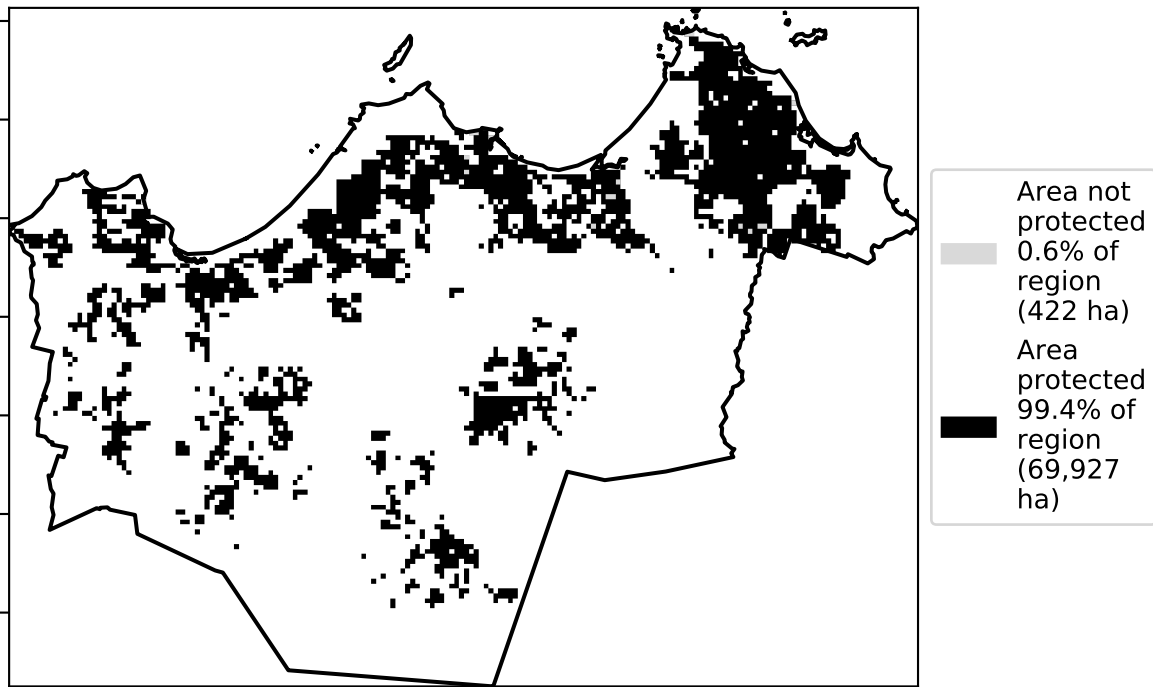 Area not
protected
0.6% of
region
(422 ha)
Area
protected
99.4% of
region
(69,927
ha)